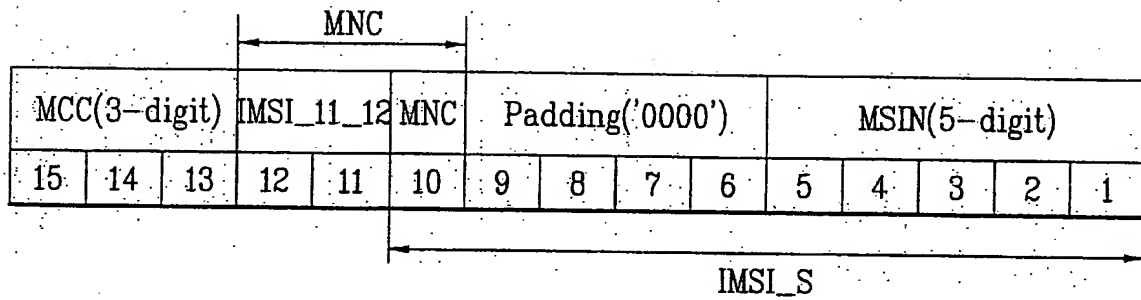 MNC
MCC(3-digit) IMSI_11_12 MNC Padding('0000') MSIN(5-digit)
15 14 13 12 11 10 9 8 7 6 5 4 3 2 1
IMSI_S